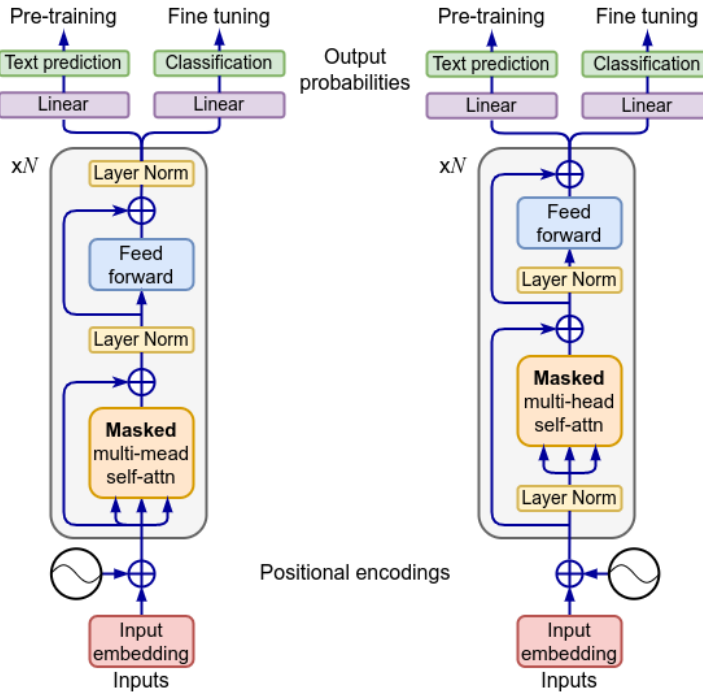 Pre-training
Fine tuning
Text prediction
Classification
Linear
Linear
Output
probabilities
Pre-training
Fine tuning
Text prediction
Classification
Linear
Linear
xN
Layer Norm
Feed
forward
Layer Norm
Masked
multi-mead
self-attn
Input
embedding
Inputs
Positional encodings
xN
Feed
forward
Layer Norm
Masked
multi-head
self-attn
Layer Norm
Input
embedding
Inputs